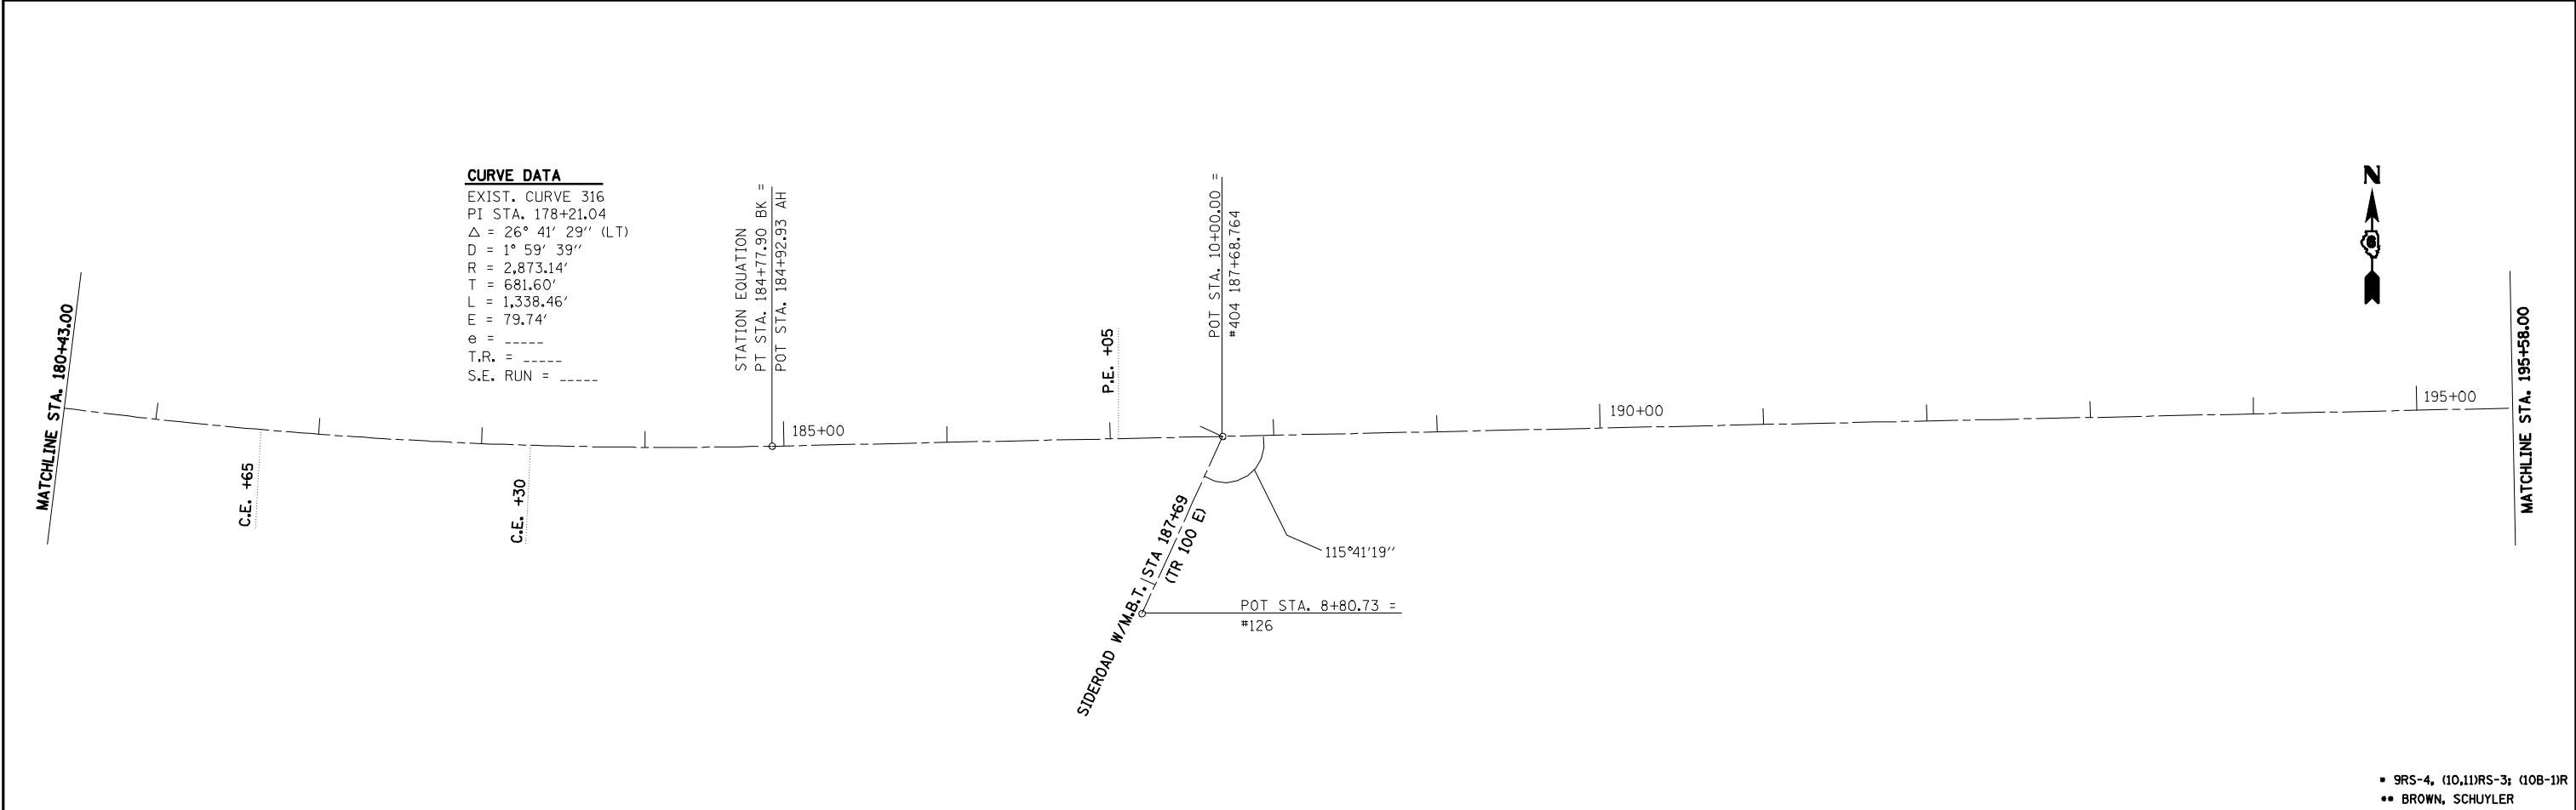 CURVE DATA
EXIST. CURVE 316
PI STA. 178+21.04
△ = 26° 41' 29'' (LT)
D = 1° 59' 39''
R = 2,873.14'
T = 681.60'
L = 1,338.46'
E = 79.74'
e = _____
T.R. = _____
S.E. RUN = _____
STATION EQUATION
PT STA. 184+77.90 BK =
POT STA. 184+92.93 AH
POT STA. 10+00.00 =
#404 187+68.764
N
6
MATCHLINE STA. 180+43.00
C.E. +65
C.E. +30
185+00
P.E. +05
190+00
195+00
MATCHLINE STA. 195+58.00
SIDEROAD W/M.B.T. STA 187+69
(TR 100 E)
115°41'19''
POT STA. 8+80.73 =
#126
* 9RS-4, (10,11)RS-3; (10B-1)R
** BROWN, SCHUYLER